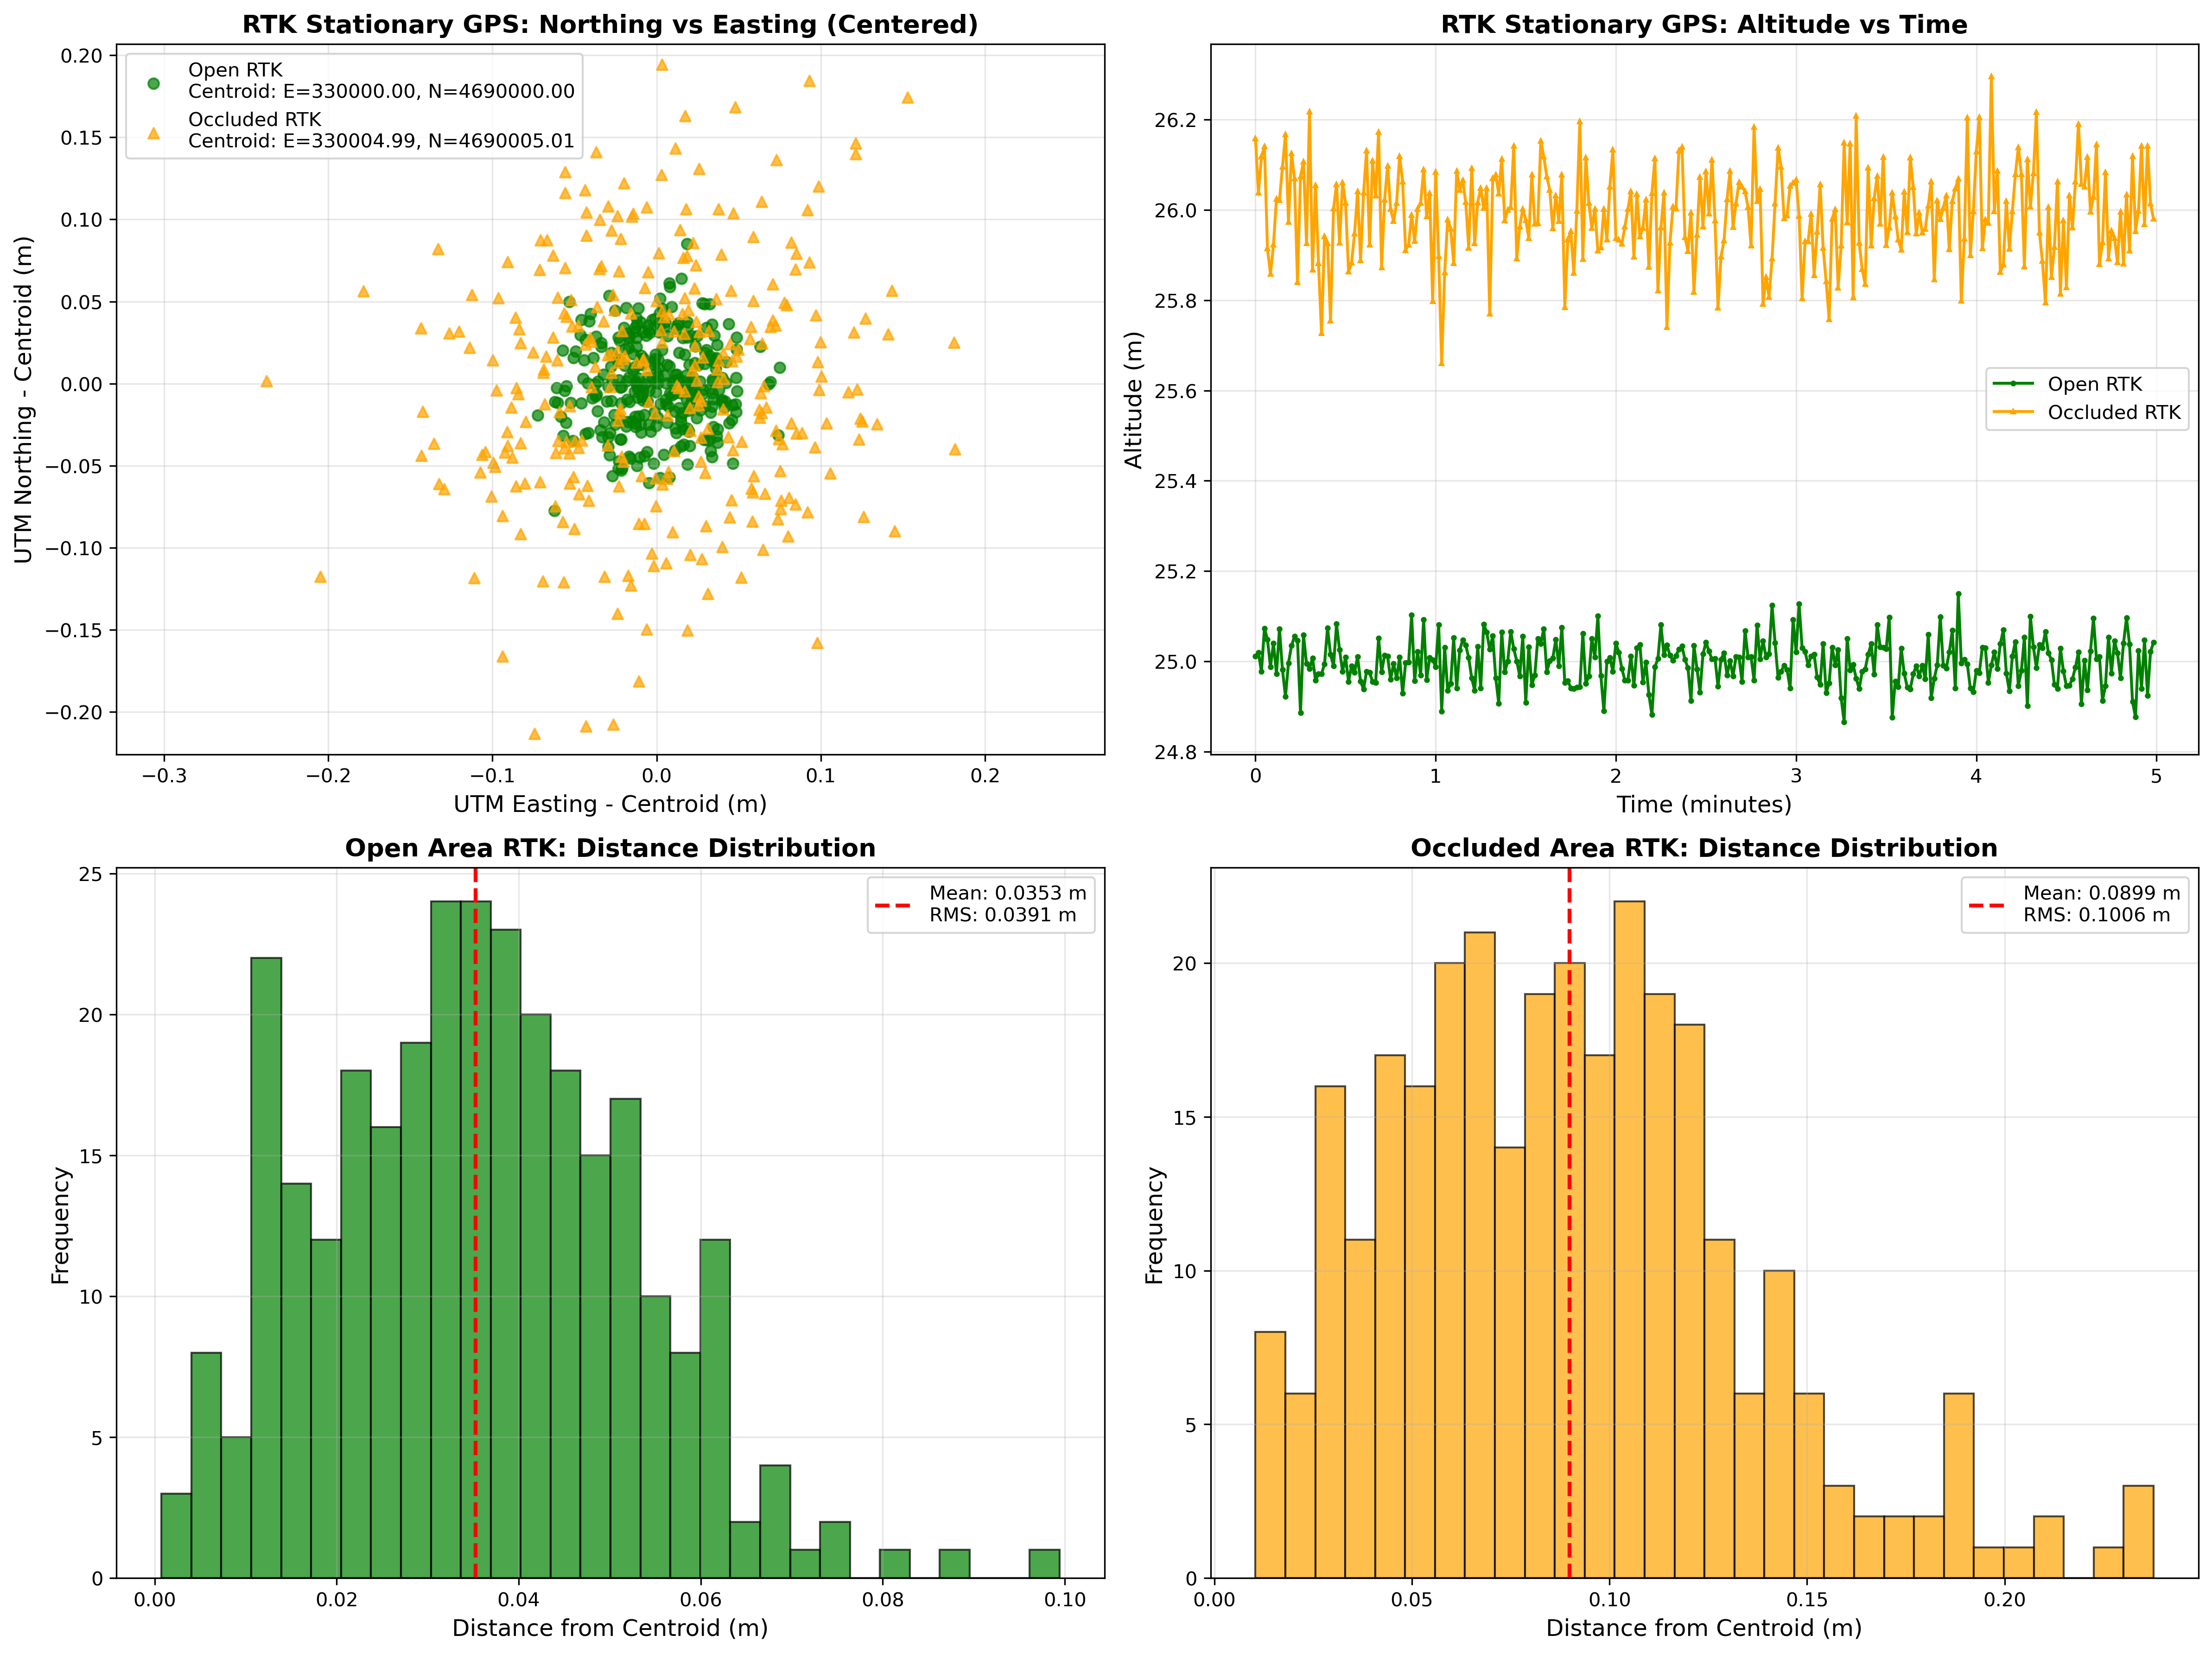 RTK Stationary GPS: Northing vs Easting (Centered)
UTM Northing - Centroid (m)
0.20
0.15
0.10
0.05
0.00
−0.05
−0.10
−0.15
−0.20
Open RTK
Centroid: E=330000.00, N=4690000.00
Occluded RTK
Centroid: E=330004.99, N=4690005.01
−0.3
−0.2
−0.1
0.0
0.1
0.2
UTM Easting - Centroid (m)
RTK Stationary GPS: Altitude vs Time
Altitude (m)
26.2
26.0
25.8
25.6
25.4
25.2
25.0
24.8
Open RTK
Occluded RTK
0
1
2
3
4
5
Time (minutes)
Open Area RTK: Distance Distribution
Frequency
25
20
15
10
5
0
Mean: 0.0353 m
RMS: 0.0391 m
0.00
0.02
0.04
0.06
0.08
0.10
Distance from Centroid (m)
Occluded Area RTK: Distance Distribution
Frequency
20
15
10
5
0
Mean: 0.0899 m
RMS: 0.1006 m
0.00
0.05
0.10
0.15
0.20
Distance from Centroid (m)